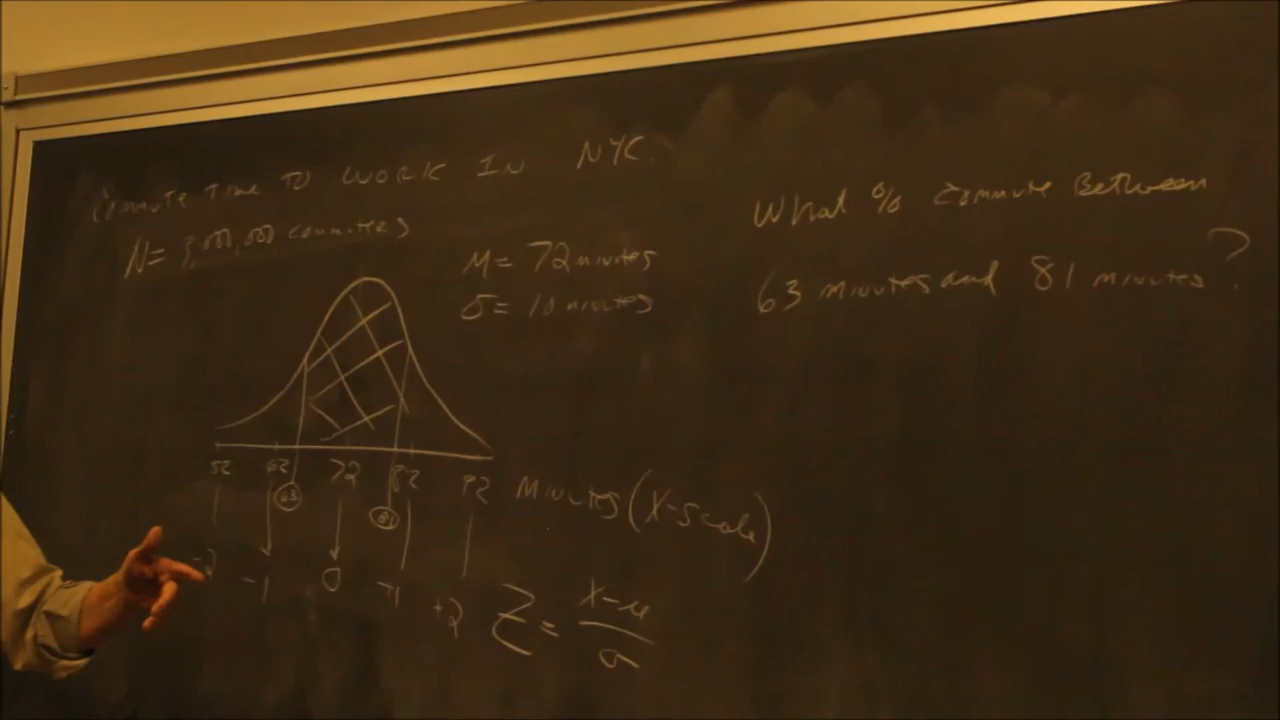 Commute Time TO WORK IN NYC.
N= 3,000,000 commuters
μ= 72 minutes
σ= 10 minutes
What % commute Between
63 minutes and 81 minutes?
52 62 72 82 92 Minutes (X-Scale)
63 81
-2 -1 0 +1 +2
Z = X-μ
σ